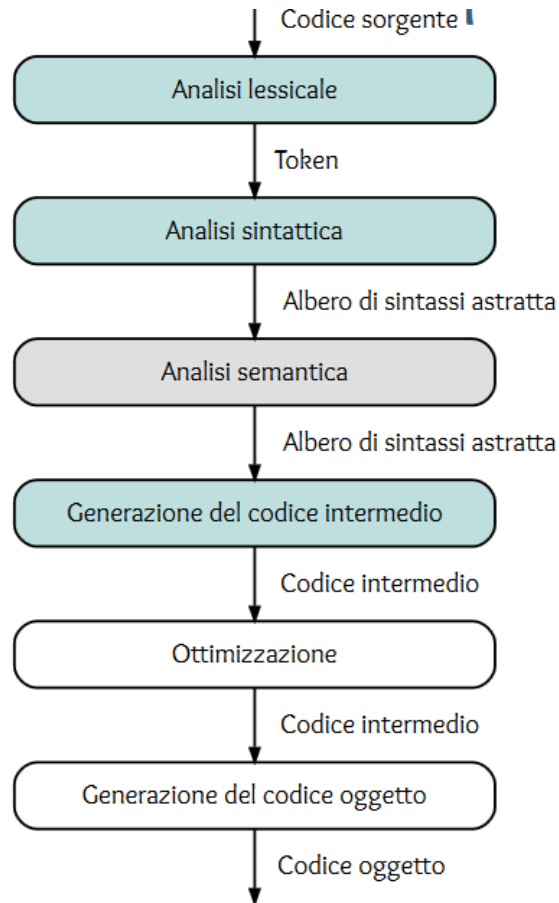 Codice sorgente
Analisi lessicale
Token
Analisi sintattica
Albero di sintassi astratta
Analisi semantica
Albero di sintassi astratta
Generazione del codice intermedio
Codice intermedio
Ottimizzazione
Codice intermedio
Generazione del codice oggetto
Codice oggetto